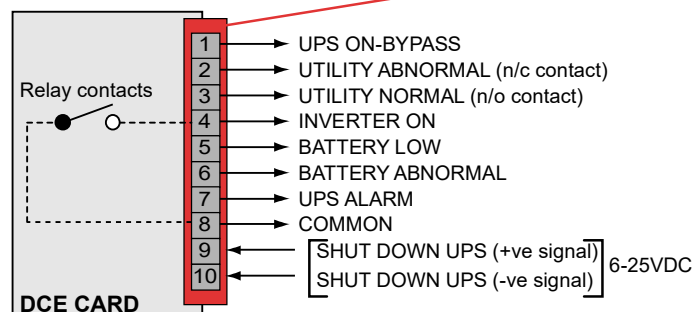 1 UPS ON-BYPASS
2 UTILITY ABNORMAL (n/c contact)
Relay contacts
3 UTILITY NORMAL (n/o contact)
4 INVERTER ON
5 BATTERY LOW
6 BATTERY ABNORMAL
7 UPS ALARM
8 COMMON
9 SHUT DOWN UPS (+ve signal)
6-25VDC
10 SHUT DOWN UPS (-ve signal)
DCE CARD